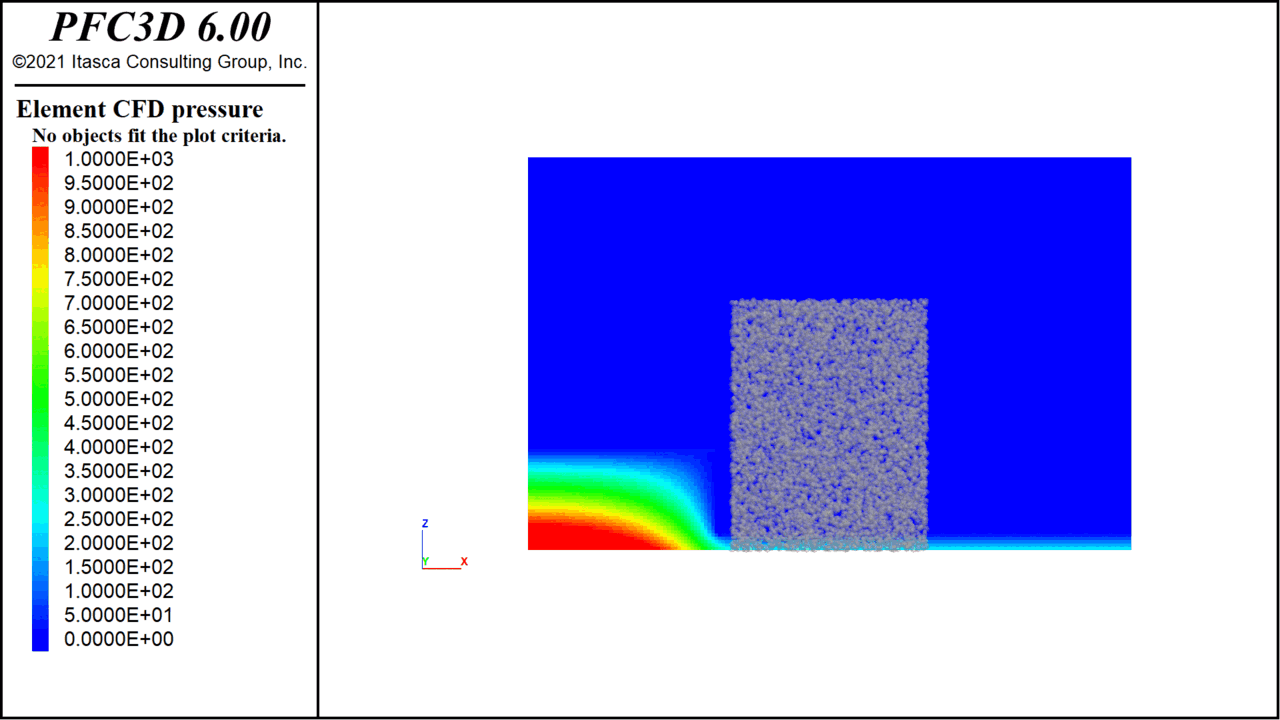 PFC3D 6.00
©2021 Itasca Consulting Group, Inc.
Element CFD pressure
No objects fit the plot criteria.
1.0000E+03
9.5000E+02
9.0000E+02
8.5000E+02
8.0000E+02
7.5000E+02
7.0000E+02
6.5000E+02
6.0000E+02
5.5000E+02
5.0000E+02
4.5000E+02
4.0000E+02
3.5000E+02
3.0000E+02
2.5000E+02
2.0000E+02
1.5000E+02
1.0000E+02
5.0000E+01
0.0000E+00
Z
Y X